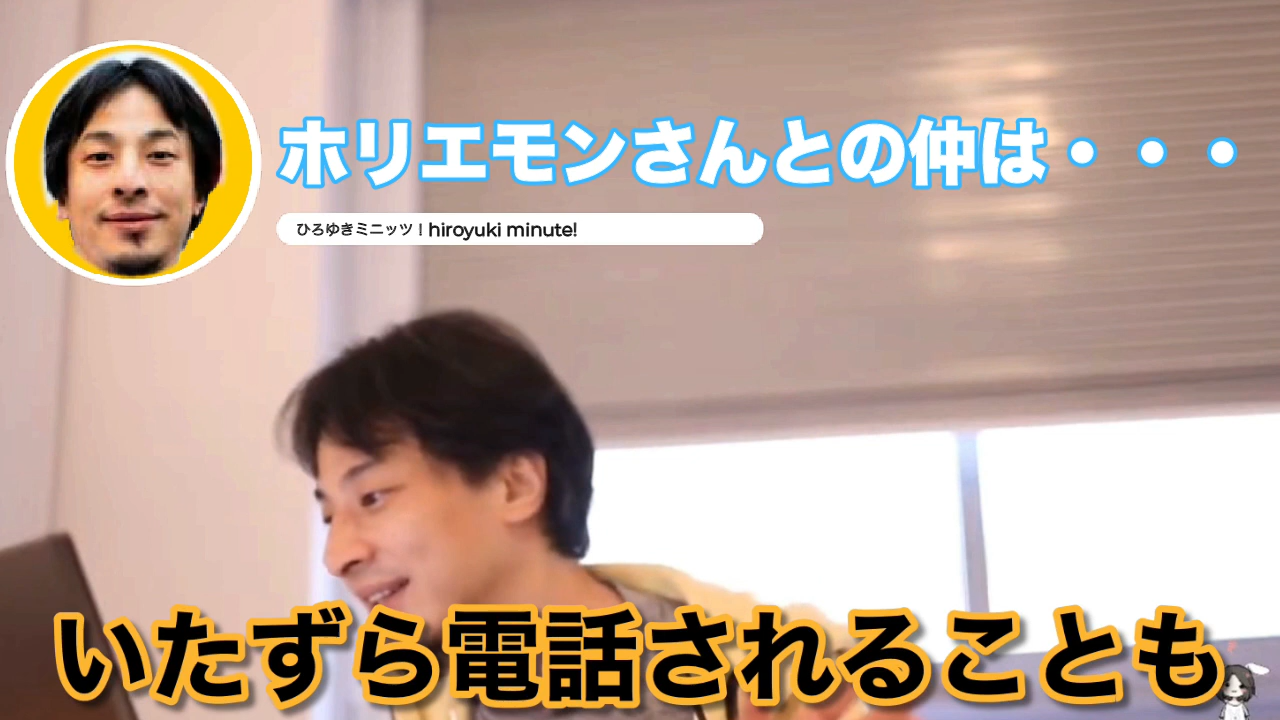 ホリエモンさんとの仲は・・・
ひろゆきミニッツ！hiroyuki minute!
いたずら電話されることも